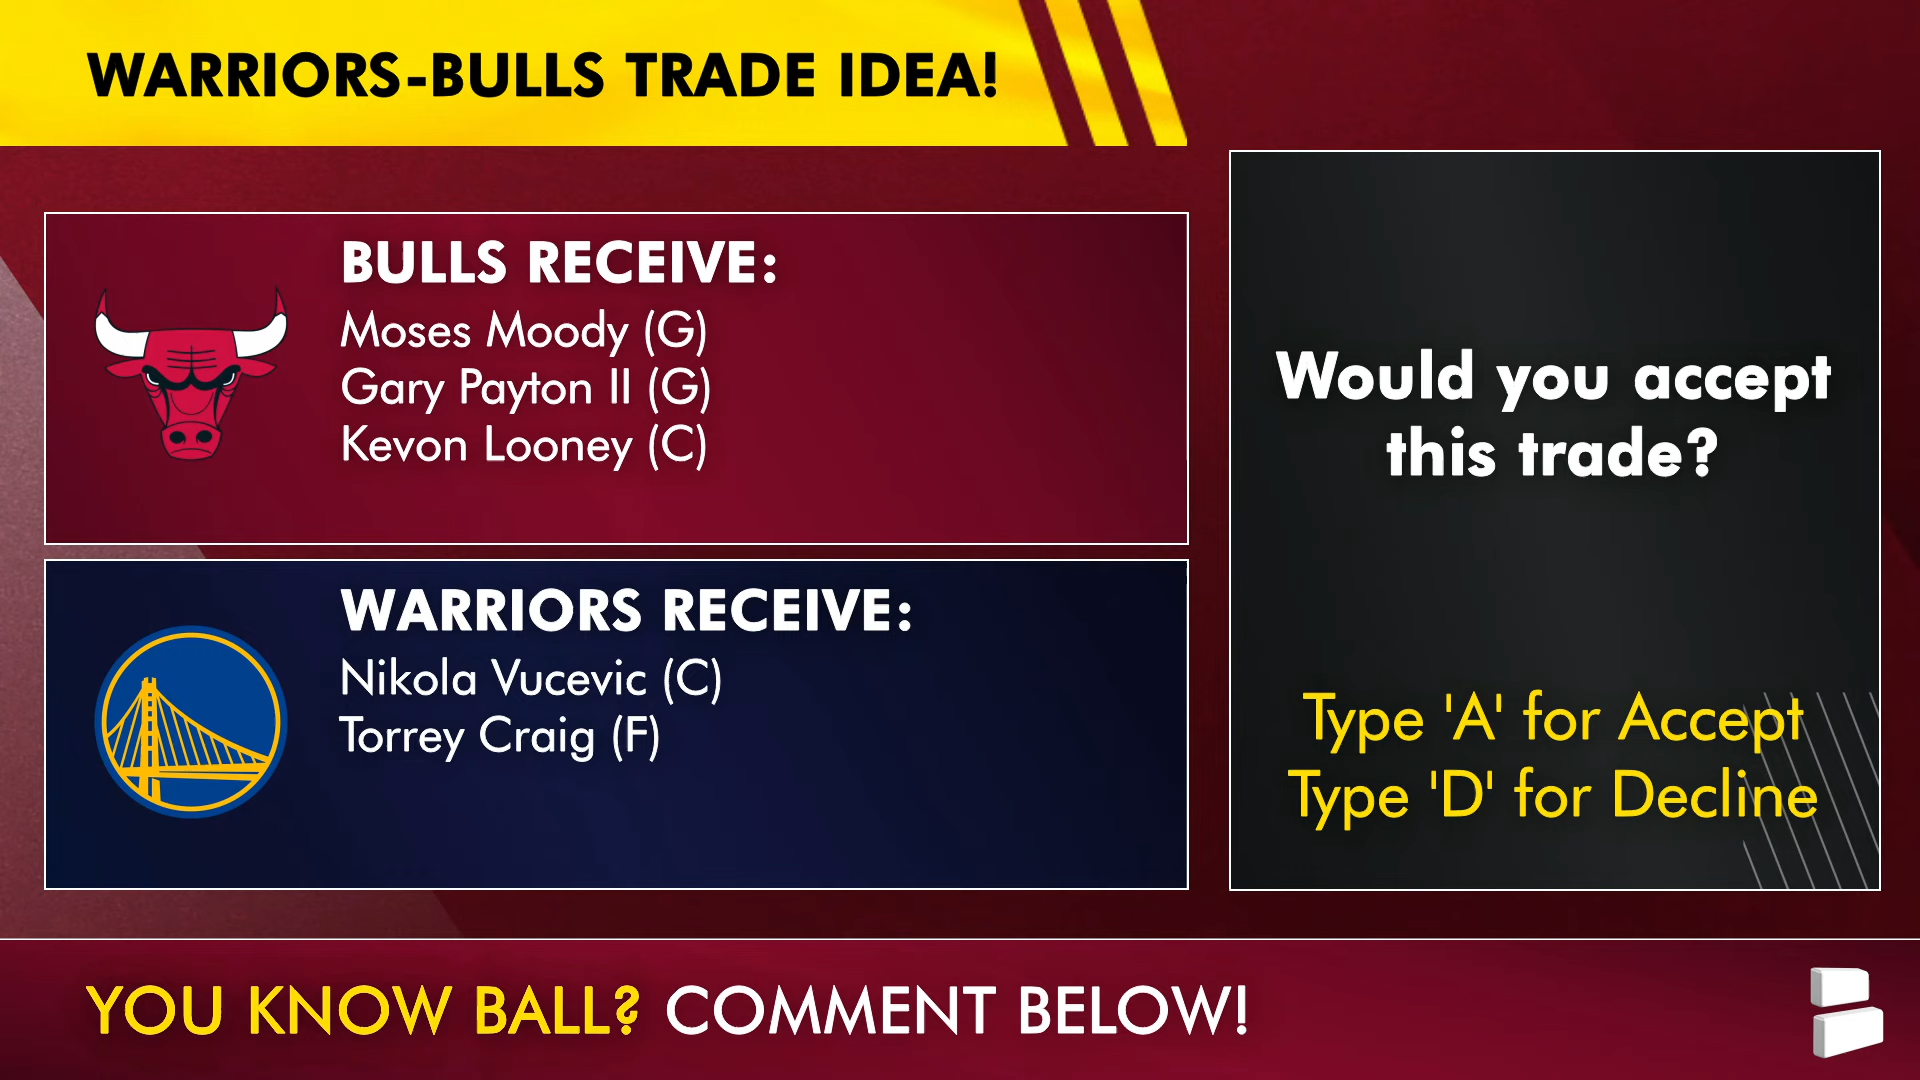 WARRIORS-BULLS TRADE IDEA!
BULLS RECEIVE:
Moses Moody (G)
Gary Payton II (G)
Kevon Looney (C)
WARRIORS RECEIVE:
Nikola Vucevic (C)
Torrey Craig (F)
Would you accept
this trade?
Type 'A' for Accept
Type 'D' for Decline
YOU KNOW BALL? COMMENT BELOW!